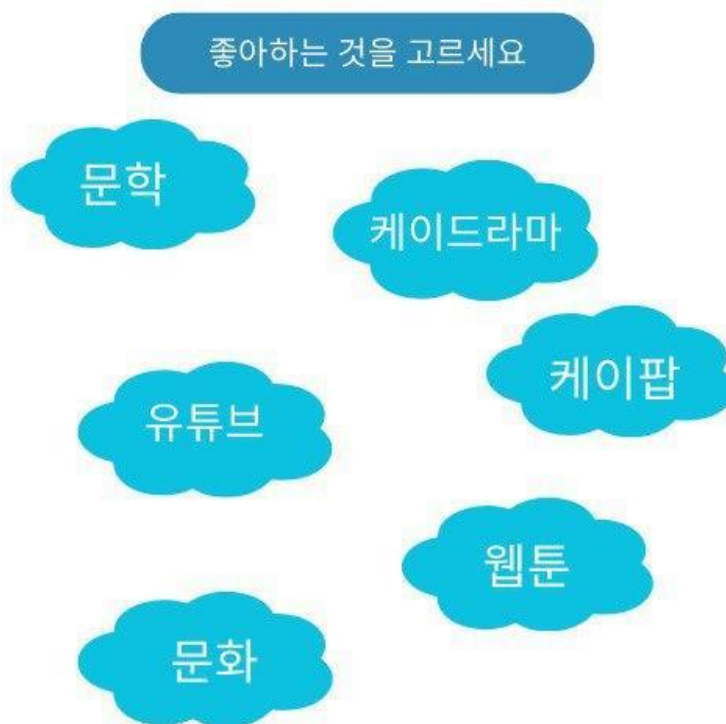 좋아하는 것을 고르세요
문학
케이드라마
케이팝
유튜브
웹툰
문화